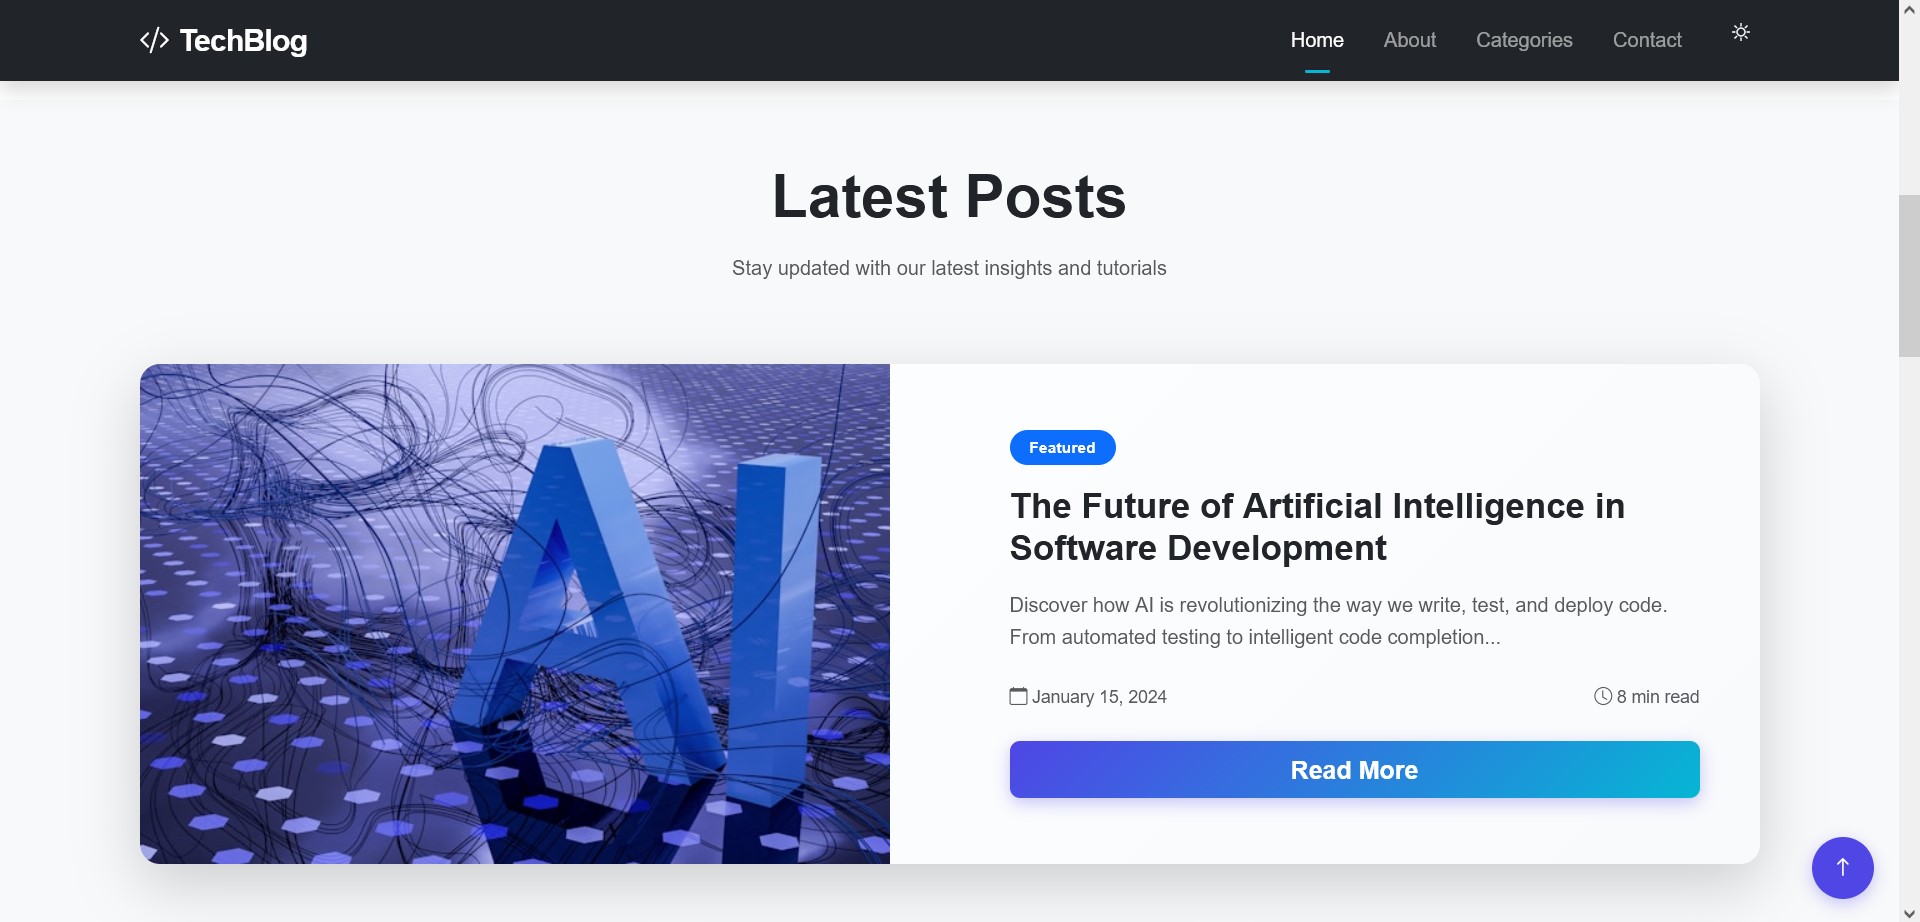 </> TechBlog
Home About Categories Contact
Latest Posts
Stay updated with our latest insights and tutorials
AI
Featured
The Future of Artificial Intelligence in
Software Development
Discover how AI is revolutionizing the way we write, test, and deploy code.
From automated testing to intelligent code completion...
January 15, 2024 8 min read
Read More